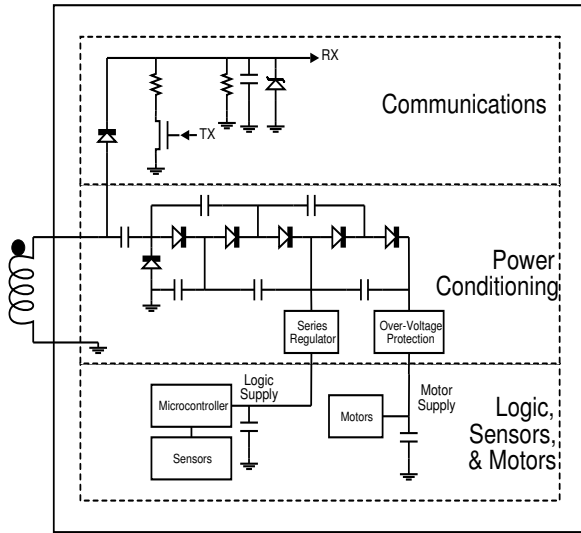 RX
TX
Communications
Power
Conditioning
Series
Regulator
Over-Voltage
Protection
Logic
Supply
Motor
Supply
Microcontroller
Motors
Sensors
Logic,
Sensors,
& Motors